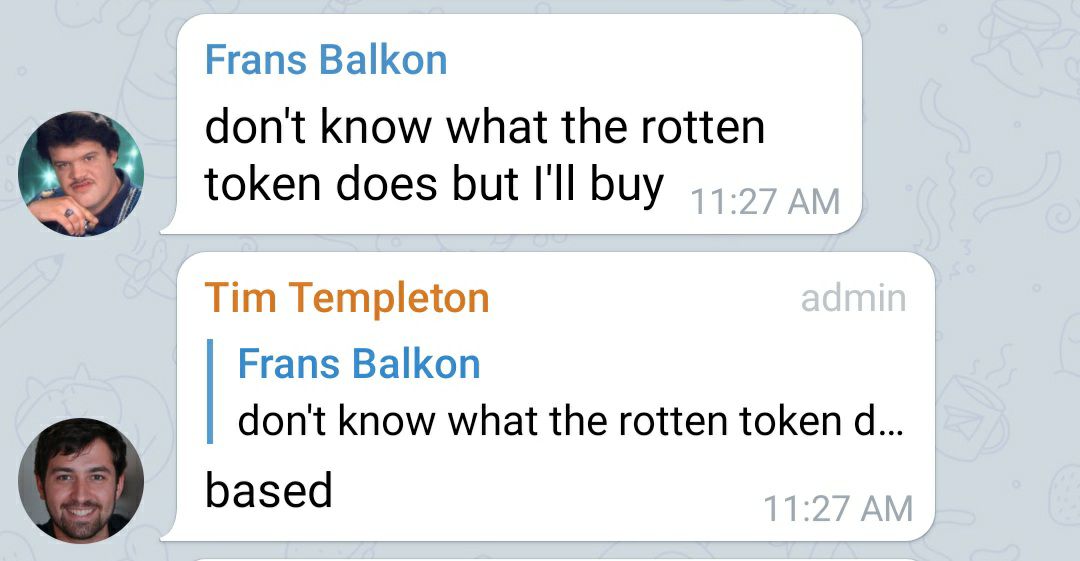 Frans Balkon
don't know what the rotten
token does but I'll buy
11:27 AM
Tim Templeton
admin
Frans Balkon
don't know what the rotten token d...
based
11:27 AM